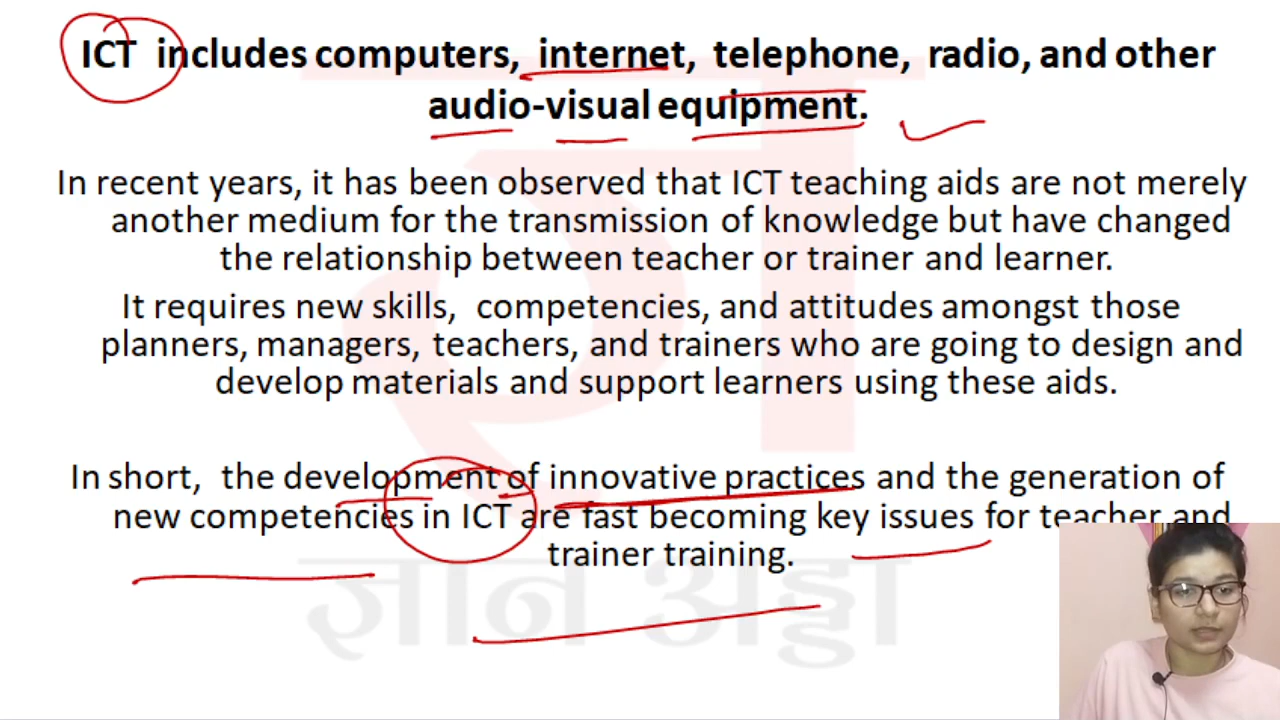 ICT includes computers, internet, telephone, radio, and other
audio-visual equipment.
In recent years, it has been observed that ICT teaching aids are not merely
another medium for the transmission of knowledge but have changed
the relationship between teacher or trainer and learner.
It requires new skills, competencies, and attitudes amongst those
planners, managers, teachers, and trainers who are going to design and
develop materials and support learners using these aids.
In short, the development of innovative practices and the generation of
new competencies in ICT are fast becoming key issues for teacher and
trainer training.
ज्ञान अड्डा